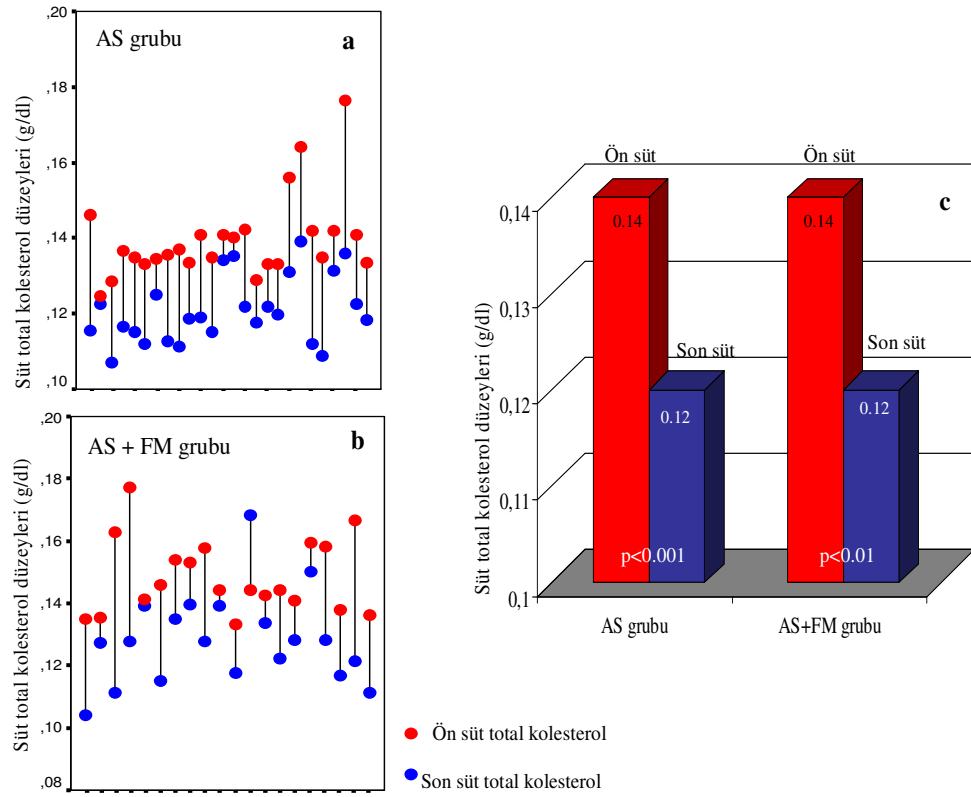 AS grubu
a
Süt total kolesterol düzeyleri (g/dl)
,20
,18
,16
,14
,12
,10
AS + FM grubu
b
Süt total kolesterol düzeyleri (g/dl)
,20
,18
,16
,14
,12
,10
,08
Ön süt total kolesterol
Son süt total kolesterol
c
Süt total kolesterol düzeyleri (g/dl)
0,14
0,13
0,12
0,11
0,1
Ön süt
Ön süt
0.14
0.14
Son süt
Son süt
0.12
0.12
p<0.001
p<0.01
AS grubu
AS+FM grubu